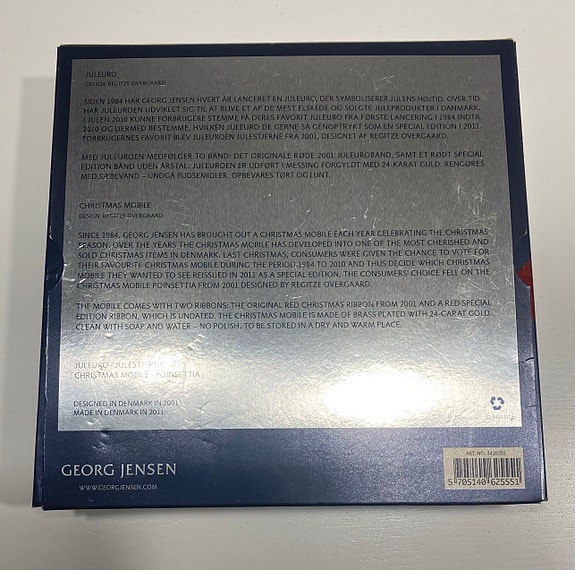 JULEURO
DESIGN: REGITZE OVERGAARD
SIDEN 1984 HAR GEORG JENSEN HVERT ÅR LANCERET EN JULEURO, DER SYMBOLISERER JULENS HØJTID. OVER TID
HAR JULEUROEN UDVIKLET SIG TIL AT BLIVE ET AF DE MEST ELSKEDE OG SOLGTE JULEPRODUKTER I DANMARK.
I JULEN 2010 KUNNE FORBRUGERE STEMME PÅ DERES FAVORIT JULEURO FRA FØRSTE LANCERING I 1984 INDTIL
2010 OG DERMED BESTEMME, HVILKEN JULEURO DE GERNE SÅ GENOPTRYKT SOM EN SPECIAL EDITION I 2011.
FORBRUGERNES FAVORIT BLEV JULEUROEN JULESTJERNE FRA 2001, DESIGNET AF REGITZE OVERGAARD.
MED JULEUROEN MEDFØLGER TO BÅND: DET ORIGINALE RØDE 2001 JULEUROBÅND, SAMT ET RØDT SPECIAL
EDITION BÅND UDEN ÅRSTAL. JULEUROEN ER UDFØRT I MESSING FORGYLDT MED 24-KARAT GULD. RENGØRES
MED SÆBEVAND – UNDGÅ PUDSEMIDLER. OPBEVARES TØRT OG LUNT.
CHRISTMAS MOBILE
DESIGN: REGITZE OVERGAARD
SINCE 1984, GEORG JENSEN HAS BROUGHT OUT A CHRISTMAS MOBILE EACH YEAR CELEBRATING THE CHRISTMAS
SEASON. OVER THE YEARS THE CHRISTMAS MOBILE HAS DEVELOPED INTO ONE OF THE MOST CHERISHED AND
SOLD CHRISTMAS ITEMS IN DENMARK. LAST CHRISTMAS, CONSUMERS WERE GIVEN THE CHANCE TO VOTE FOR
THEIR FAVOURITE CHRISTMAS MOBILE DURING THE PERIOD 1984 TO 2010 AND THUS DECIDE WHICH CHRISTMAS
MOBILE THEY WANTED TO SEE REISSUED IN 2011 AS A SPECIAL EDITION. THE CONSUMERS' CHOICE FELL ON THE
CHRISTMAS MOBILE POINSETTIA FROM 2001 DESIGNED BY REGITZE OVERGAARD.
THE MOBILE COMES WITH TWO RIBBONS: THE ORIGINAL RED CHRISTMAS RIBBON FROM 2001 AND A RED SPECIAL
EDITION RIBBON, WHICH IS UNDATED. THE CHRISTMAS MOBILE IS MADE OF BRASS PLATED WITH 24-CARAT GOLD.
CLEAN WITH SOAP AND WATER – NO POLISH. TO BE STORED IN A DRY AND WARM PLACE.
JULEURO - JULESTJERNE
CHRISTMAS MOBILE - POINSETTIA
DESIGNED IN DENMARK IN 2001
MADE IN DENMARK IN 2011
GEORG JENSEN
WWW.GEORGJENSEN.COM
ART. NO. 3410201
5 705140 625551